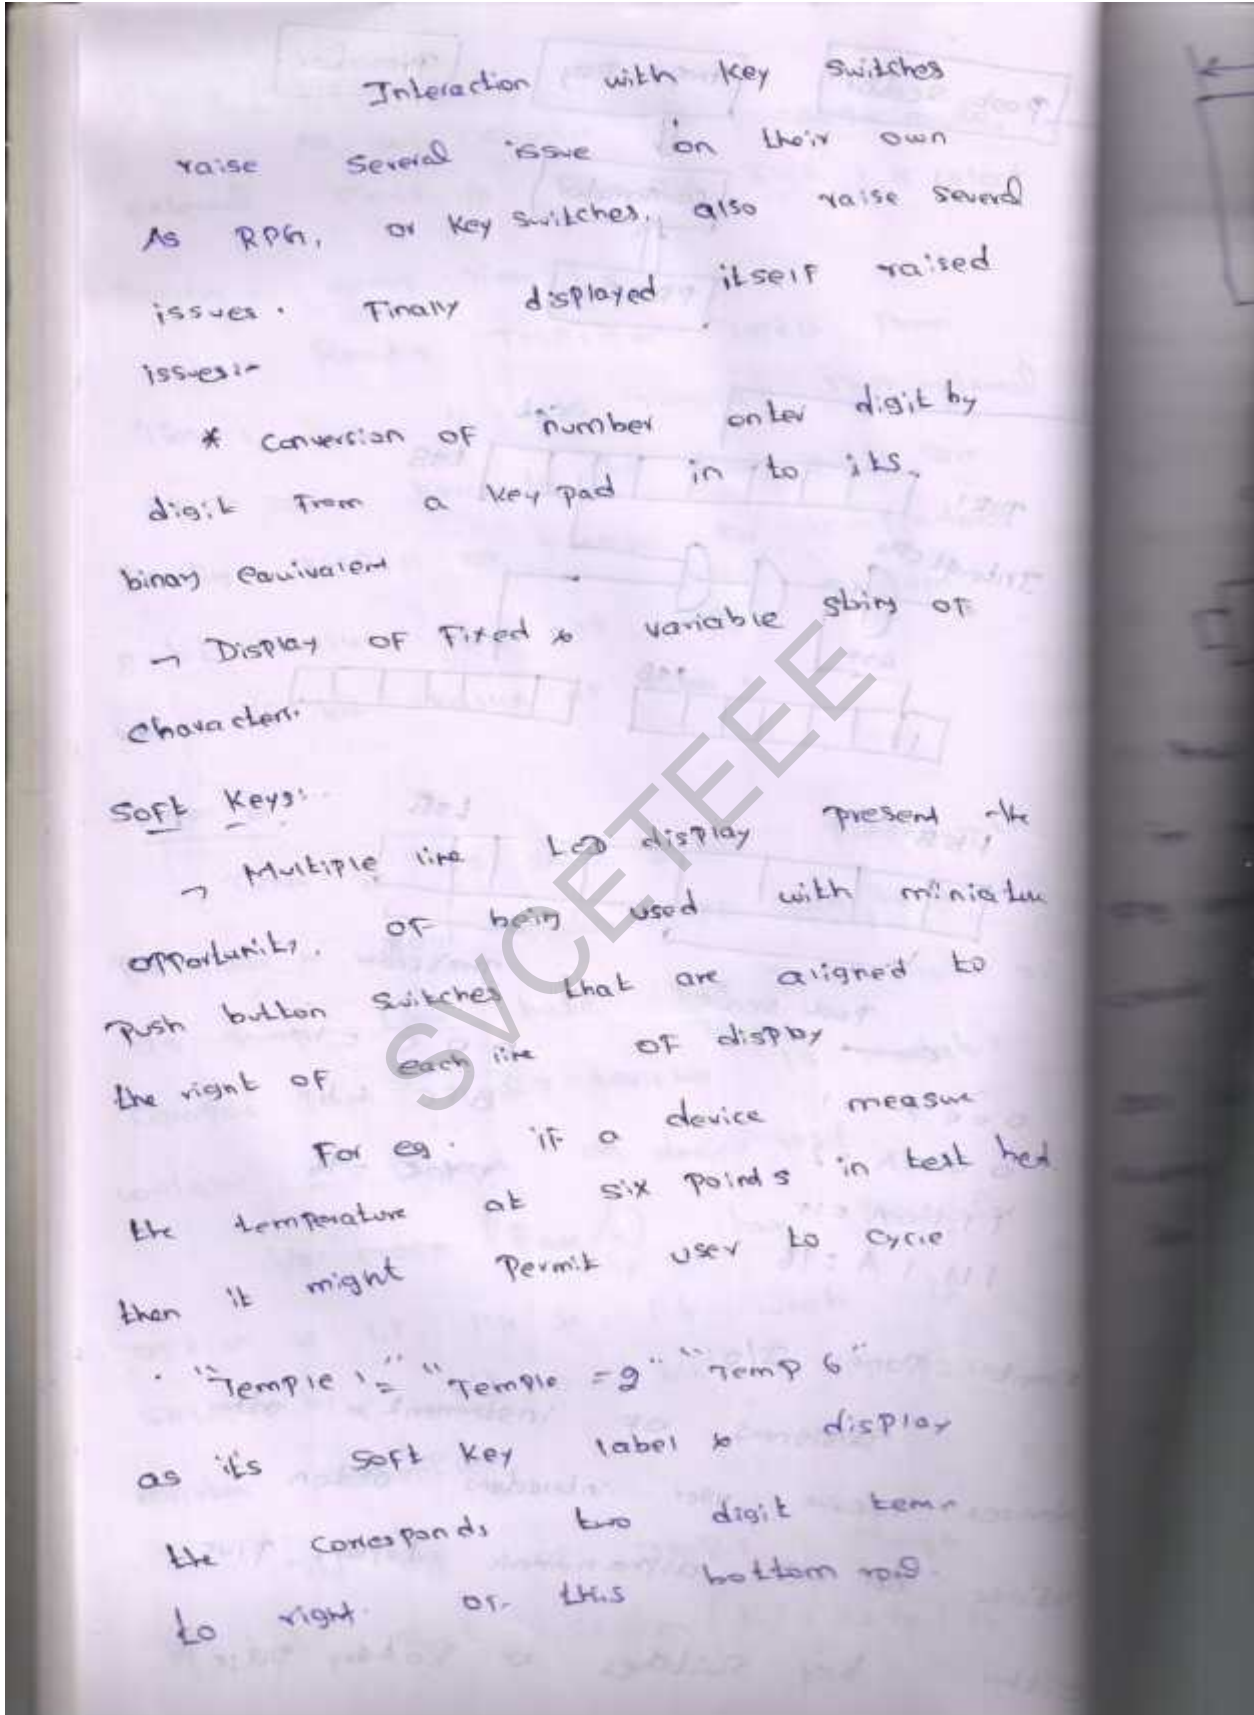 Interaction with key switches
raise several issue on their own
As RPG, or key switches, also raise several
issues. Finally displayed itself raised
issues:-
* conversion of number enter digit by
digit from a key pad in to its
binary equivalent
→ Display of Fixed & variable string of
characters.
Soft Keys:-
→ Multiple line LCD display present the
opportunity of being used with miniature
push button switches that are aligned to
the right of each line of display
For eg. if a device measure
the temperature at six points in test bed
then it might permit user to cycle
"Temple 1=" "Temple =2" "Temp 6"
as its soft key label & display
the corresponds two digit
to right of this bottom
SVCETEEE